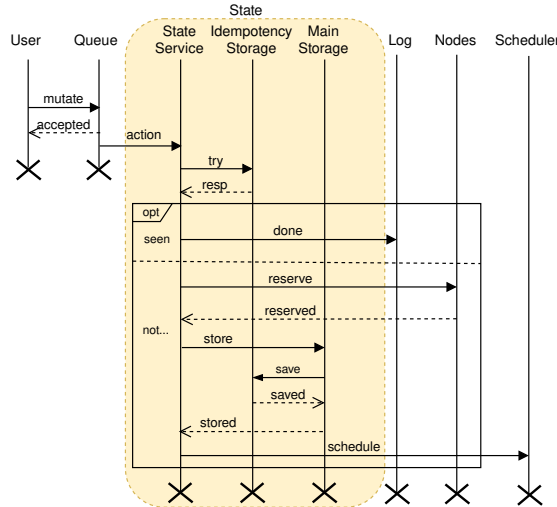 State
User
Queue
State
Service
Idempotency
Storage
Main
Storage
Log
Nodes
Scheduler
mutate
accepted
action
try
resp
opt
seen
done
reserve
reserved
not...
store
save
saved
stored
schedule